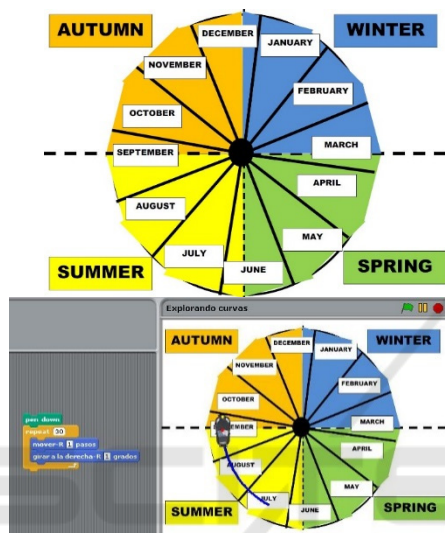 AUTUMN
DECEMBER
JANUARY
WINTER
NOVEMBER
FEBRUARY
OCTOBER
SEPTEMBER
MARCH
AUGUST
APRIL
JULY
MAY
SUMMER
JUNE
SPRING
Explorando curvas
pen down
repeat 30
mover-R 1 pasos
girar a la derecha-R 1 grados
AUTUMN
DECEMBER
JANUARY
WINTER
NOVEMBER
FEBRUARY
OCTOBER
EMBER
MARCH
AUGUST
APRIL
JULY
MAY
SUMMER
JUNE
SPRING